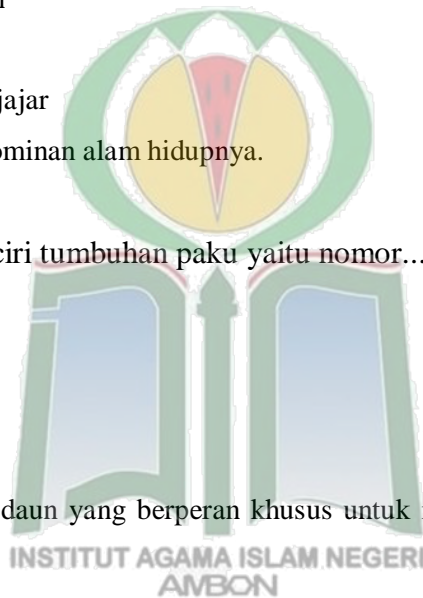 jajar
ominan alam hidupnya.
ciri tumbuhan paku yaitu nomor...
daun yang berperan khusus untuk
INSTITUT AGAMA ISLAM NEGERI
AMBON